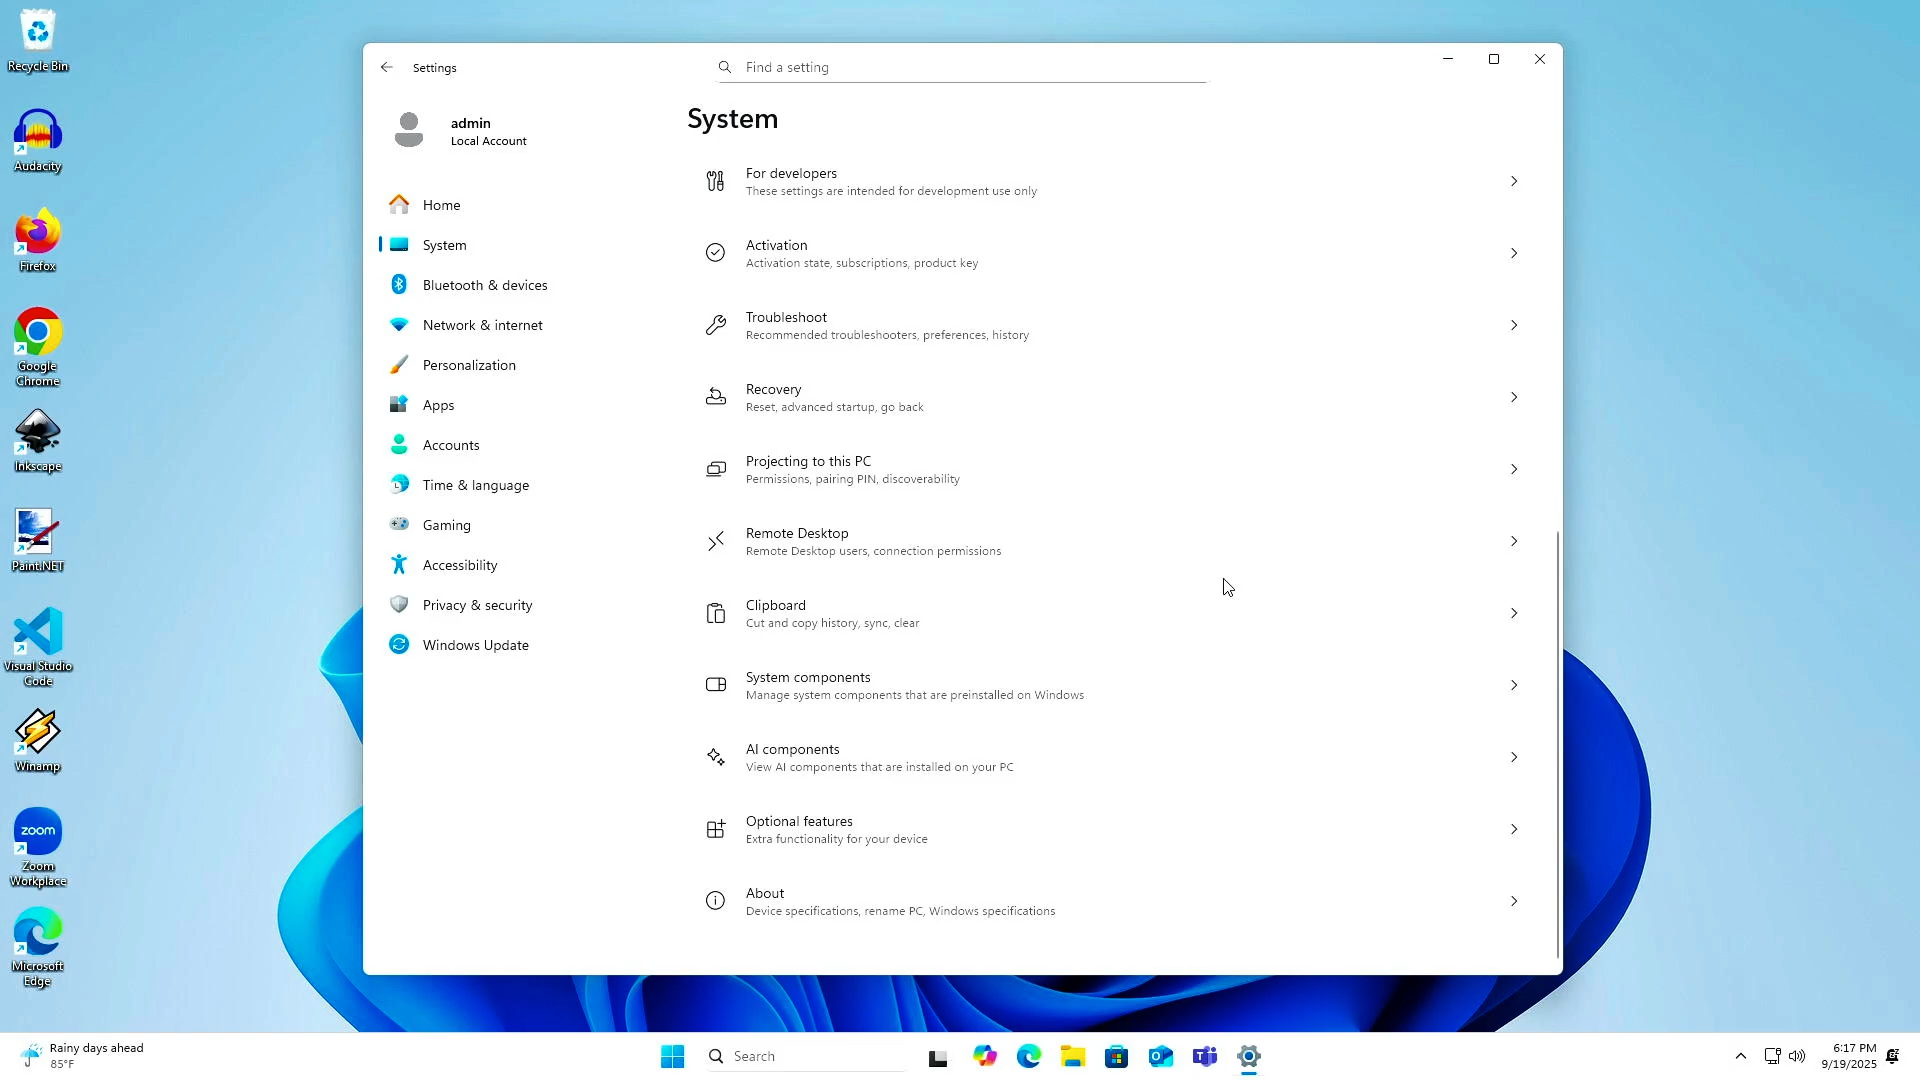 Recycle Bin
Audacity
Firefox
Google
Chrome
Inkscape
Paint.NET
Visual Studio
Code
Winamp
zoom
Zoom
Workplace
Microsoft
Edge
Settings
Find a setting
admin
Local Account
Home
System
Bluetooth & devices
Network & internet
Personalization
Apps
Accounts
Time & language
Gaming
Accessibility
Privacy & security
Windows Update
System
For developers
These settings are intended for development use only
Activation
Activation state, subscriptions, product key
Troubleshoot
Recommended troubleshooters, preferences, history
Recovery
Reset, advanced startup, go back
Projecting to this PC
Permissions, pairing PIN, discoverability
Remote Desktop
Remote Desktop users, connection permissions
Clipboard
Cut and copy history, sync, clear
System components
Manage system components that are preinstalled on Windows
AI components
View AI components that are installed on your PC
Optional features
Extra functionality for your device
About
Device specifications, rename PC, Windows specifications
Rainy days ahead
85°F
Search
6:17 PM
9/19/2025